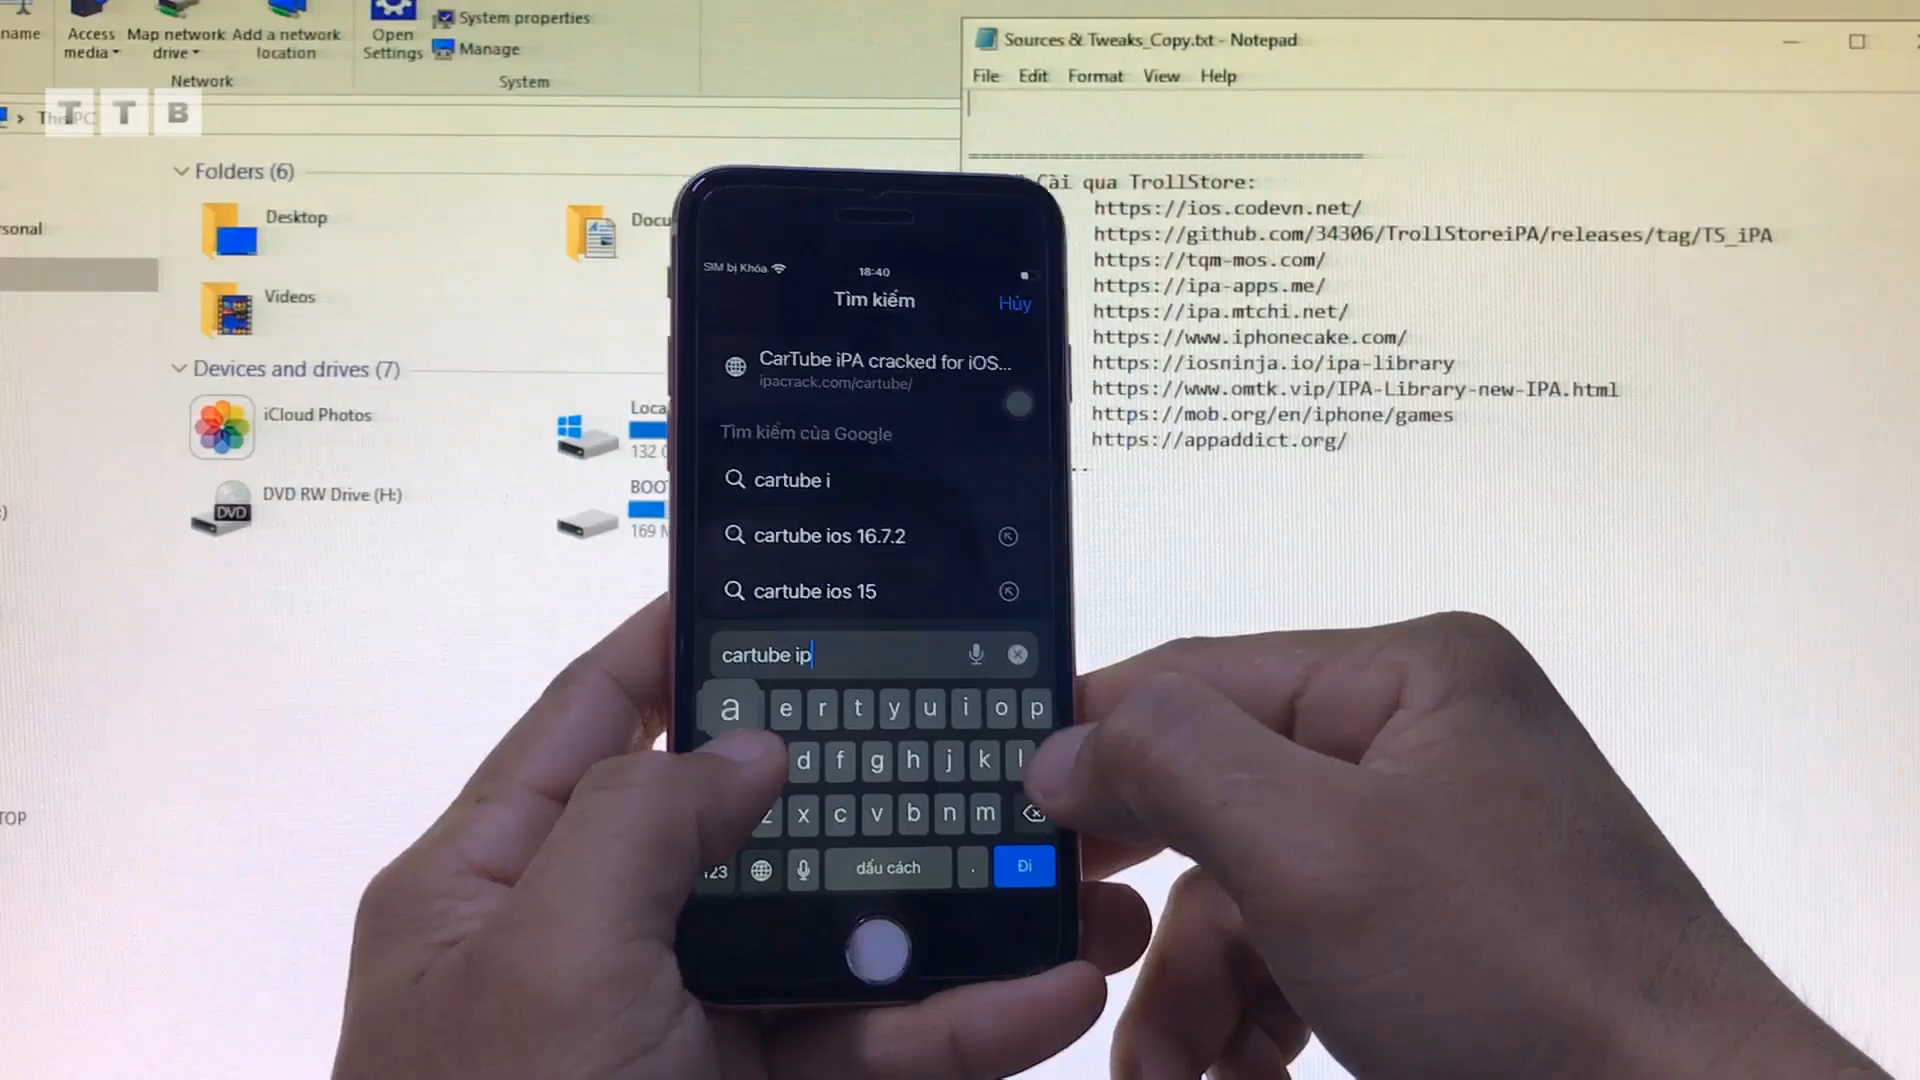 name
Access
media
Map network
drive
Add a network
location
Open
Settings
System properties
Manage
Network
System
This PC
T T B
Folders (6)
Desktop
Videos
Devices and drives (7)
iCloud Photos
DVD RW Drive (H:)
DVD
132
169
Sources & Tweaks_Copy.txt - Notepad
File Edit Format View Help
===============================
Cài qua TrollStore:
https://ios.codevn.net/
https://github.com/34306/TrollStoreiPA/releases/tag/TS_iPA
https://tqm-mos.com/
https://ipa-apps.me/
https://ipa.mtchi.net/
https://www.iphonecake.com/
https://iosninja.io/ipa-library
https://www.omtk.vip/IPA-Library-new-IPA.html
https://mob.org/en/iphone/games
https://appaddict.org/
SIM bị Khóa
18:40
Tìm kiếm
Hủy
CarTube iPA cracked for iOS...
ipacrack.com/cartube/
Tìm kiếm của Google
cartube i
cartube ios 16.7.2
cartube ios 15
cartube ip
a e r t y u i o p
d f g h j k l
z x c v b n m
123 dấu cách . Đi